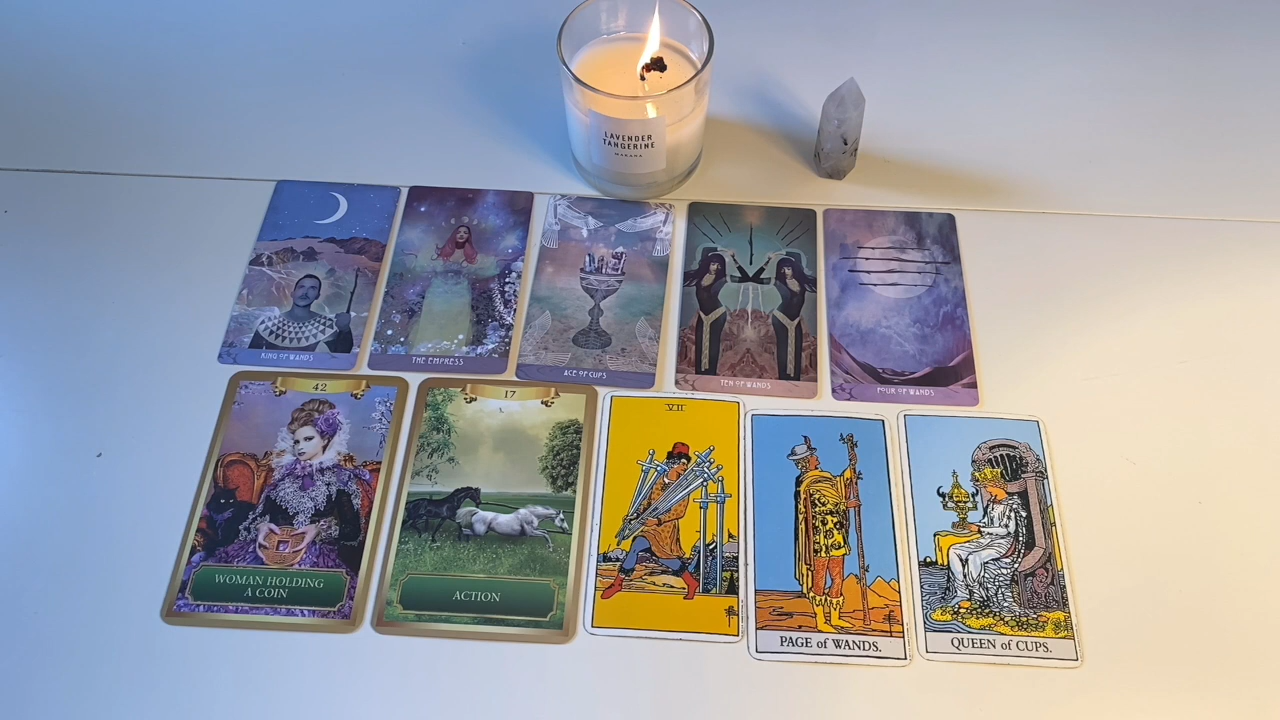 LAVENDER
TANGERINE
MAKANA
KING OF WANDS
THE EMPRESS
ACE OF CUPS
TEN OF WANDS
FOUR OF WANDS
42
WOMAN HOLDING
A COIN
17
ACTION
VII
PAGE of WANDS.
QUEEN of CUPS.